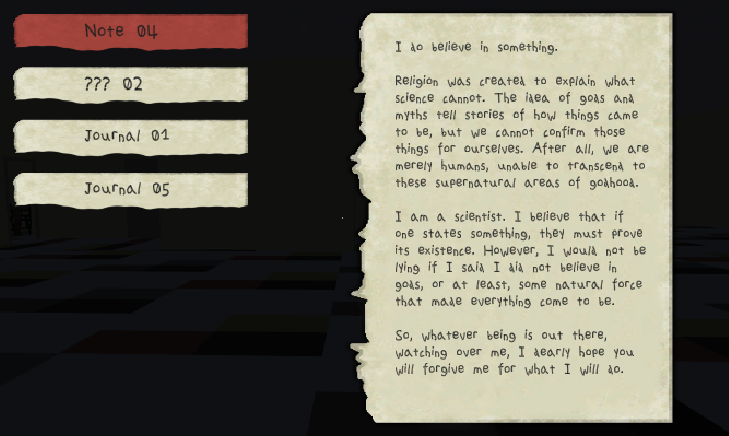 Note 04
??? 02
Journal 01
Journal 05
I do believe in something.
Religion was created to explain what
science cannot. The idea of gods and
myths tell stories of how things came
to be, but we cannot confirm those
things for ourselves. After all, we are
merely humans, unable to transcend to
these supernatural areas of godhood.
I am a scientist. I believe that if
one states something, they must prove
its existence. However, I would not be
lying if I said I did not believe in
gods, or at least, some natural force
that made everything come to be.
So, whatever being is out there,
watching over me, I dearly hope you
will forgive me for what I will do.